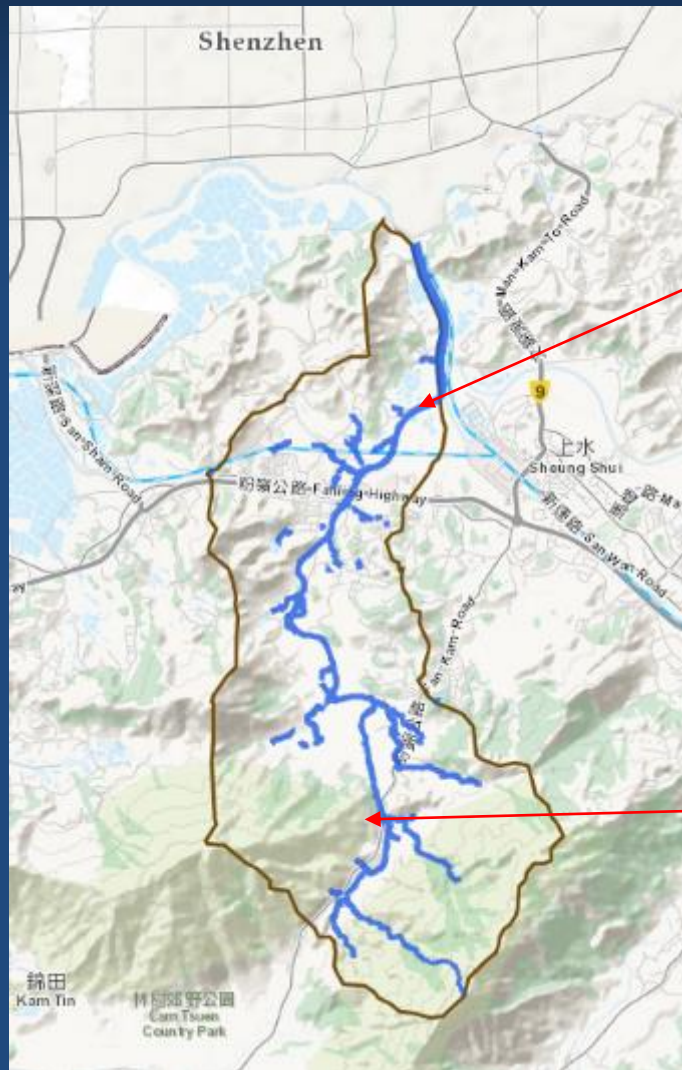 Shenzhen
Man-Kam-To-Road
9
新深路-San-Sham-Road
上水
Sheung Shui
粉嶺公路-Fanling-Highway
新運路-San-Wan-Road
Fan-Kam-Road
錦田
Kam Tin
林村郊野公園
Lam Tsuen
Country Park